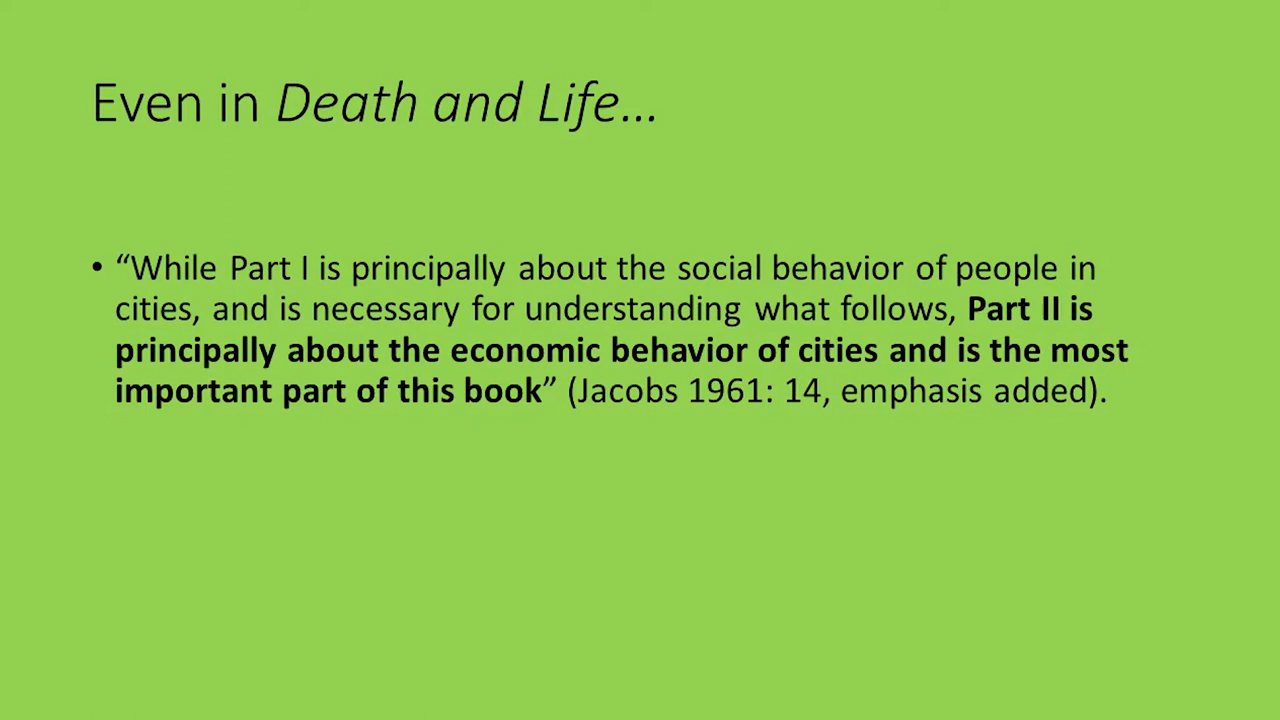 Even in Death and Life...
• “While Part I is principally about the social behavior of people in
cities, and is necessary for understanding what follows, Part II is
principally about the economic behavior of cities and is the most
important part of this book” (Jacobs 1961: 14, emphasis added).